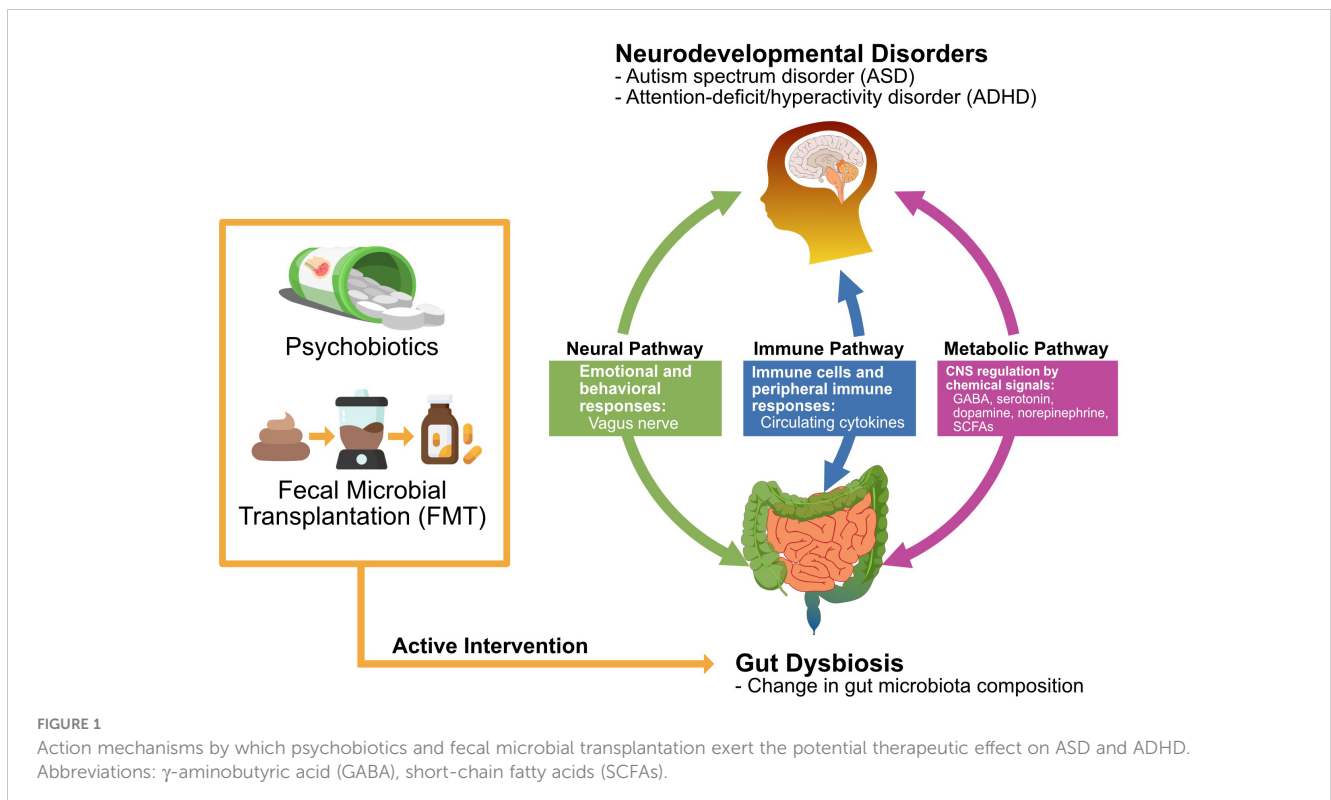 Neurodevelopmental Disorders
- Autism spectrum disorder (ASD)
- Attention-deficit/hyperactivity disorder (ADHD)
Psychobiotics
Fecal Microbial
Transplantation (FMT)
Neural Pathway
Emotional and
behavioral
responses:
Vagus nerve
Immune Pathway
Immune cells and
peripheral immune
responses:
Circulating cytokines
Metabolic Pathway
CNS regulation by
chemical signals:
GABA, serotonin,
dopamine, norepinephrine,
SCFAs
Active Intervention
Gut Dysbiosis
- Change in gut microbiota composition
FIGURE 1
Action mechanisms by which psychobiotics and fecal microbial transplantation exert the potential therapeutic effect on ASD and ADHD.
Abbreviations: γ-aminobutyric acid (GABA), short-chain fatty acids (SCFAs).